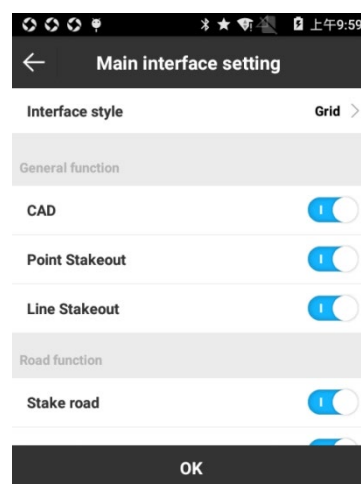 上午9:59
Main interface setting
Interface style Grid
General function
CAD
Point Stakeout
Line Stakeout
Road function
Stake road
OK